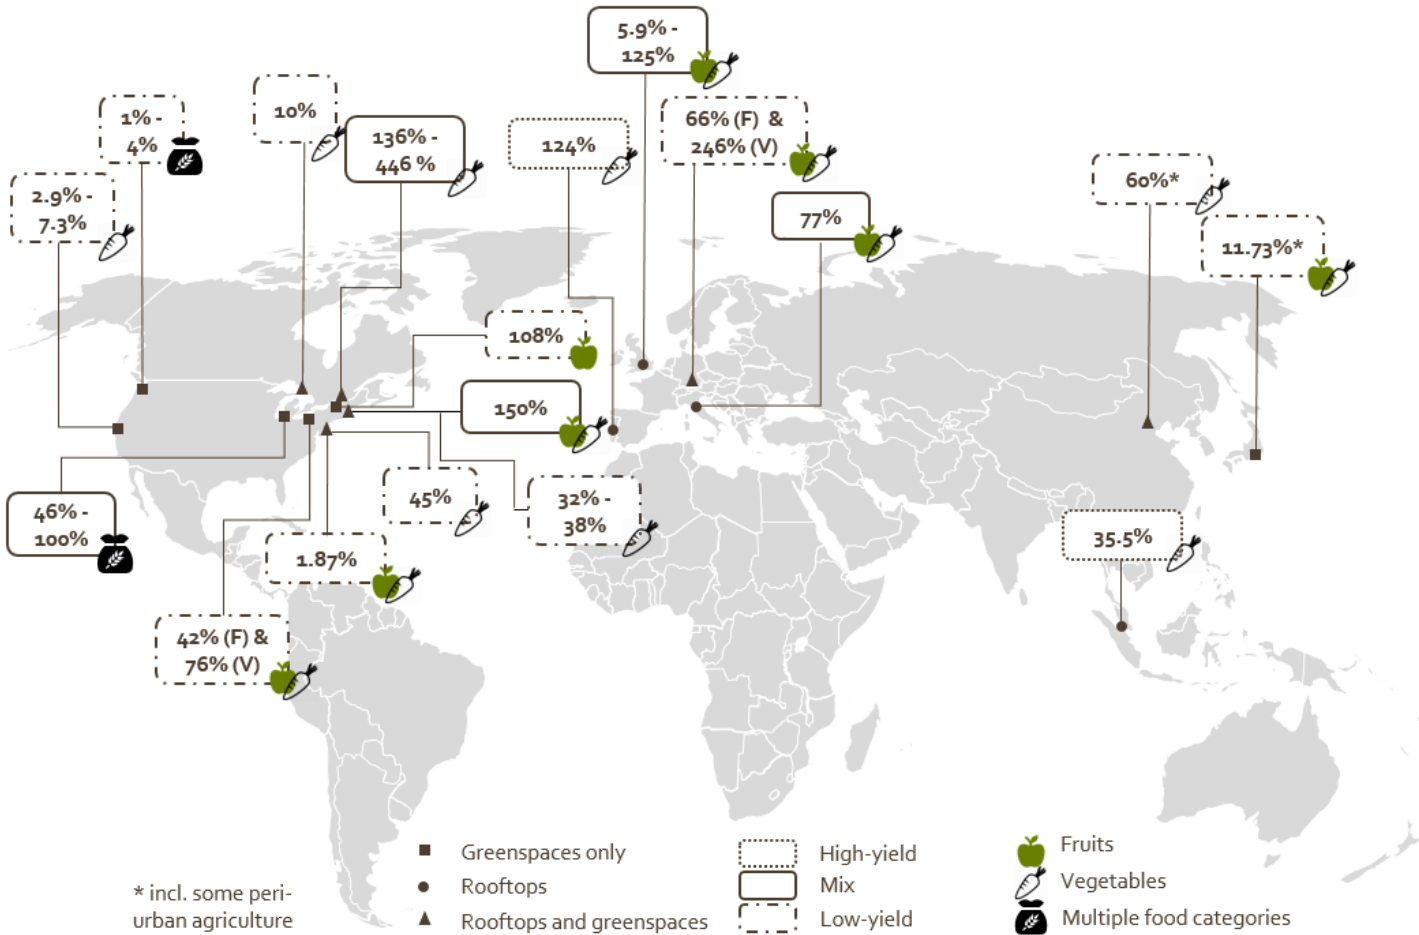 5.9% -
125%
1% -
4%
10%
136% -
446 %
124%
66% (F) &
246% (V)
60%*
2.9% -
7.3%
77%
11.73%*
108%
150%
46% -
100%
45%
32% -
38%
1.87%
35.5%
42% (F) &
76% (V)
* incl. some peri-
urban agriculture
Greenspaces only
Rooftops
Rooftops and greenspaces
High-yield
Mix
Low-yield
Fruits
Vegetables
Multiple food categories